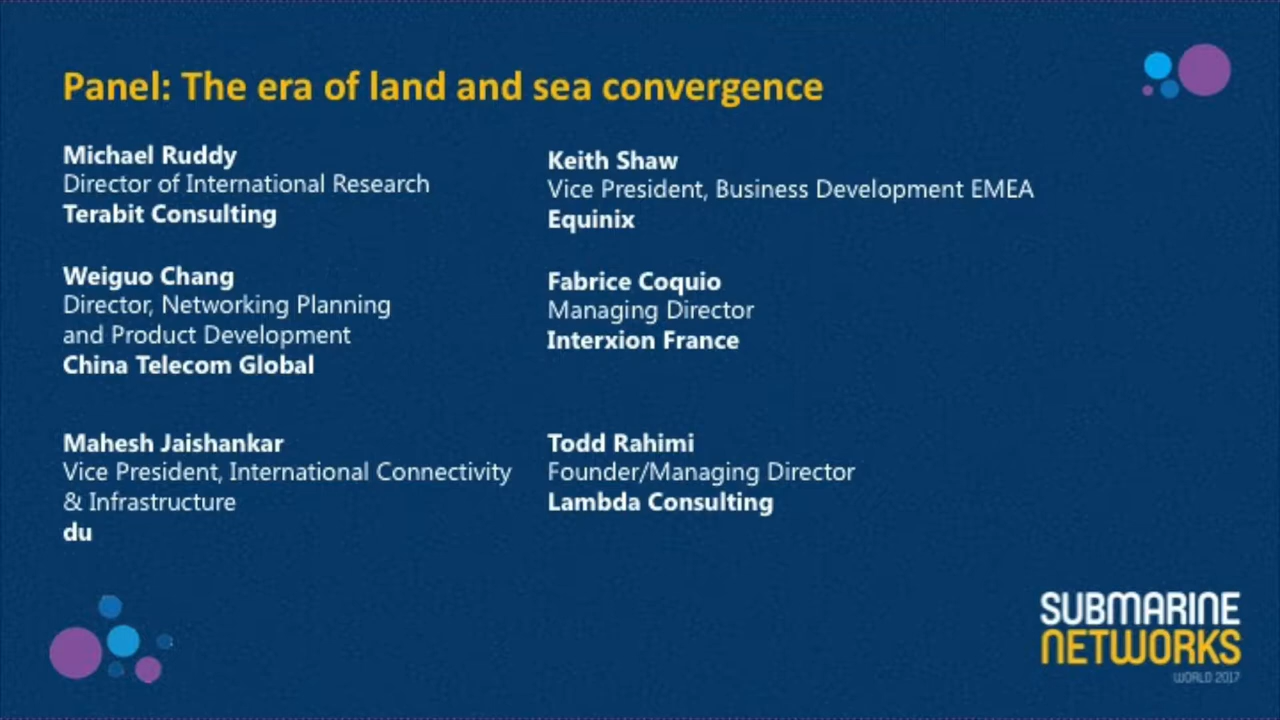 Panel: The era of land and sea convergence
Michael Ruddy
Director of International Research
Terabit Consulting
Keith Shaw
Vice President, Business Development EMEA
Equinix
Weiguo Chang
Director, Networking Planning
and Product Development
China Telecom Global
Fabrice Coquio
Managing Director
Interxion France
Mahesh Jaishankar
Vice President, International Connectivity
& Infrastructure
du
Todd Rahimi
Founder/Managing Director
Lambda Consulting
SUBMARINE
NETWORKS
WORLD 2017